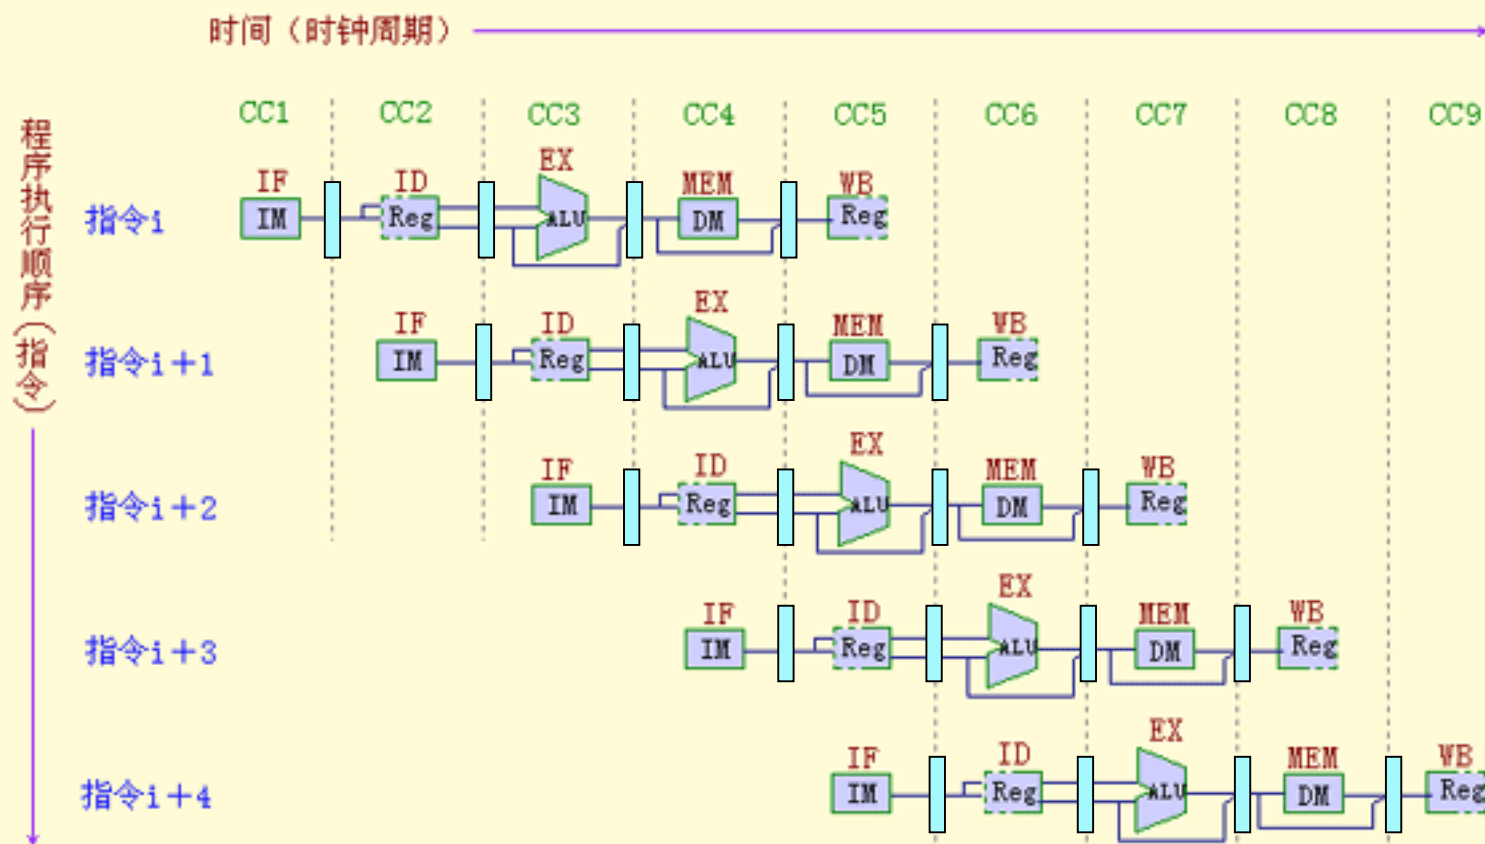 时间（时钟周期）
CC1 CC2 CC3 CC4 CC5 CC6 CC7 CC8 CC9
程序执行顺序（指令）
IF ID EX MEM WB
指令i IM Reg ALU DM Reg
IF ID EX MEM WB
指令i+1 IM Reg ALU DM Reg
IF ID EX MEM WB
指令i+2 IM Reg ALU DM Reg
IF ID EX MEM WB
指令i+3 IM Reg ALU DM Reg
IF ID EX MEM WB
指令i+4 IM Reg ALU DM Reg